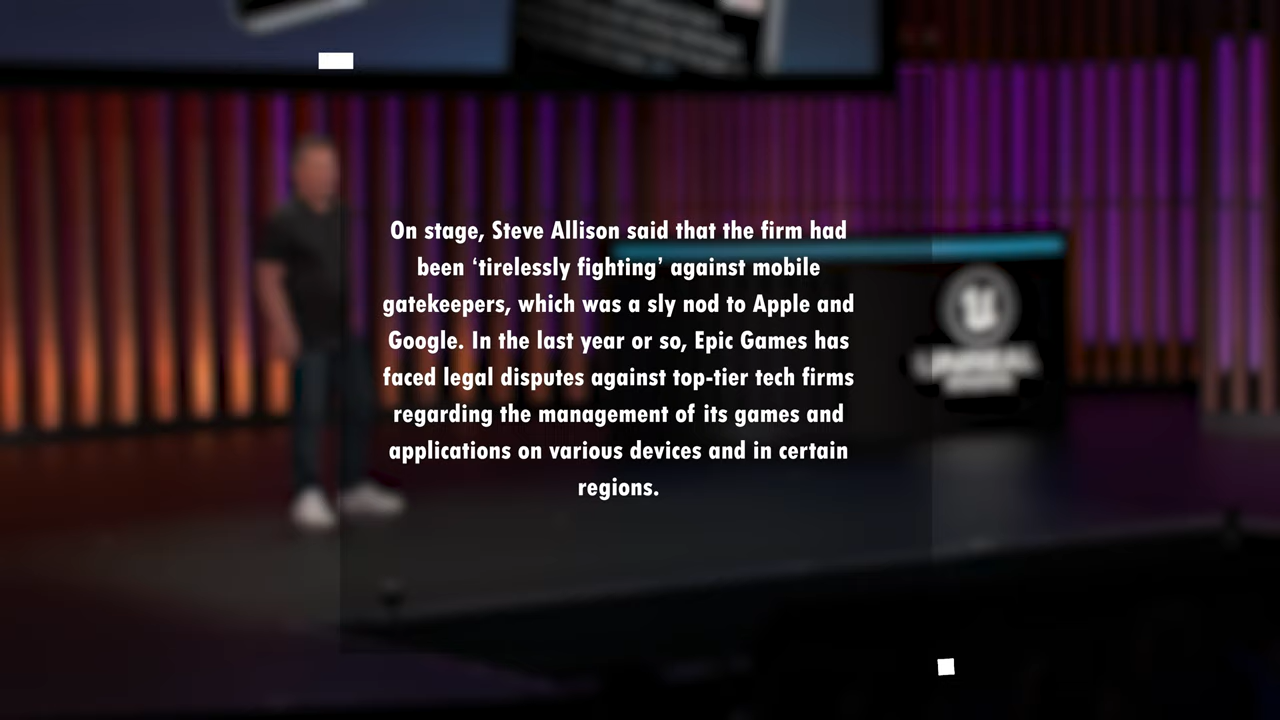 On stage, Steve Allison said that the firm had
been ‘tirelessly fighting’ against mobile
gatekeepers, which was a sly nod to Apple and
Google. In the last year or so, Epic Games has
faced legal disputes against top-tier tech firms
regarding the management of its games and
applications on various devices and in certain
regions.
UNREAL